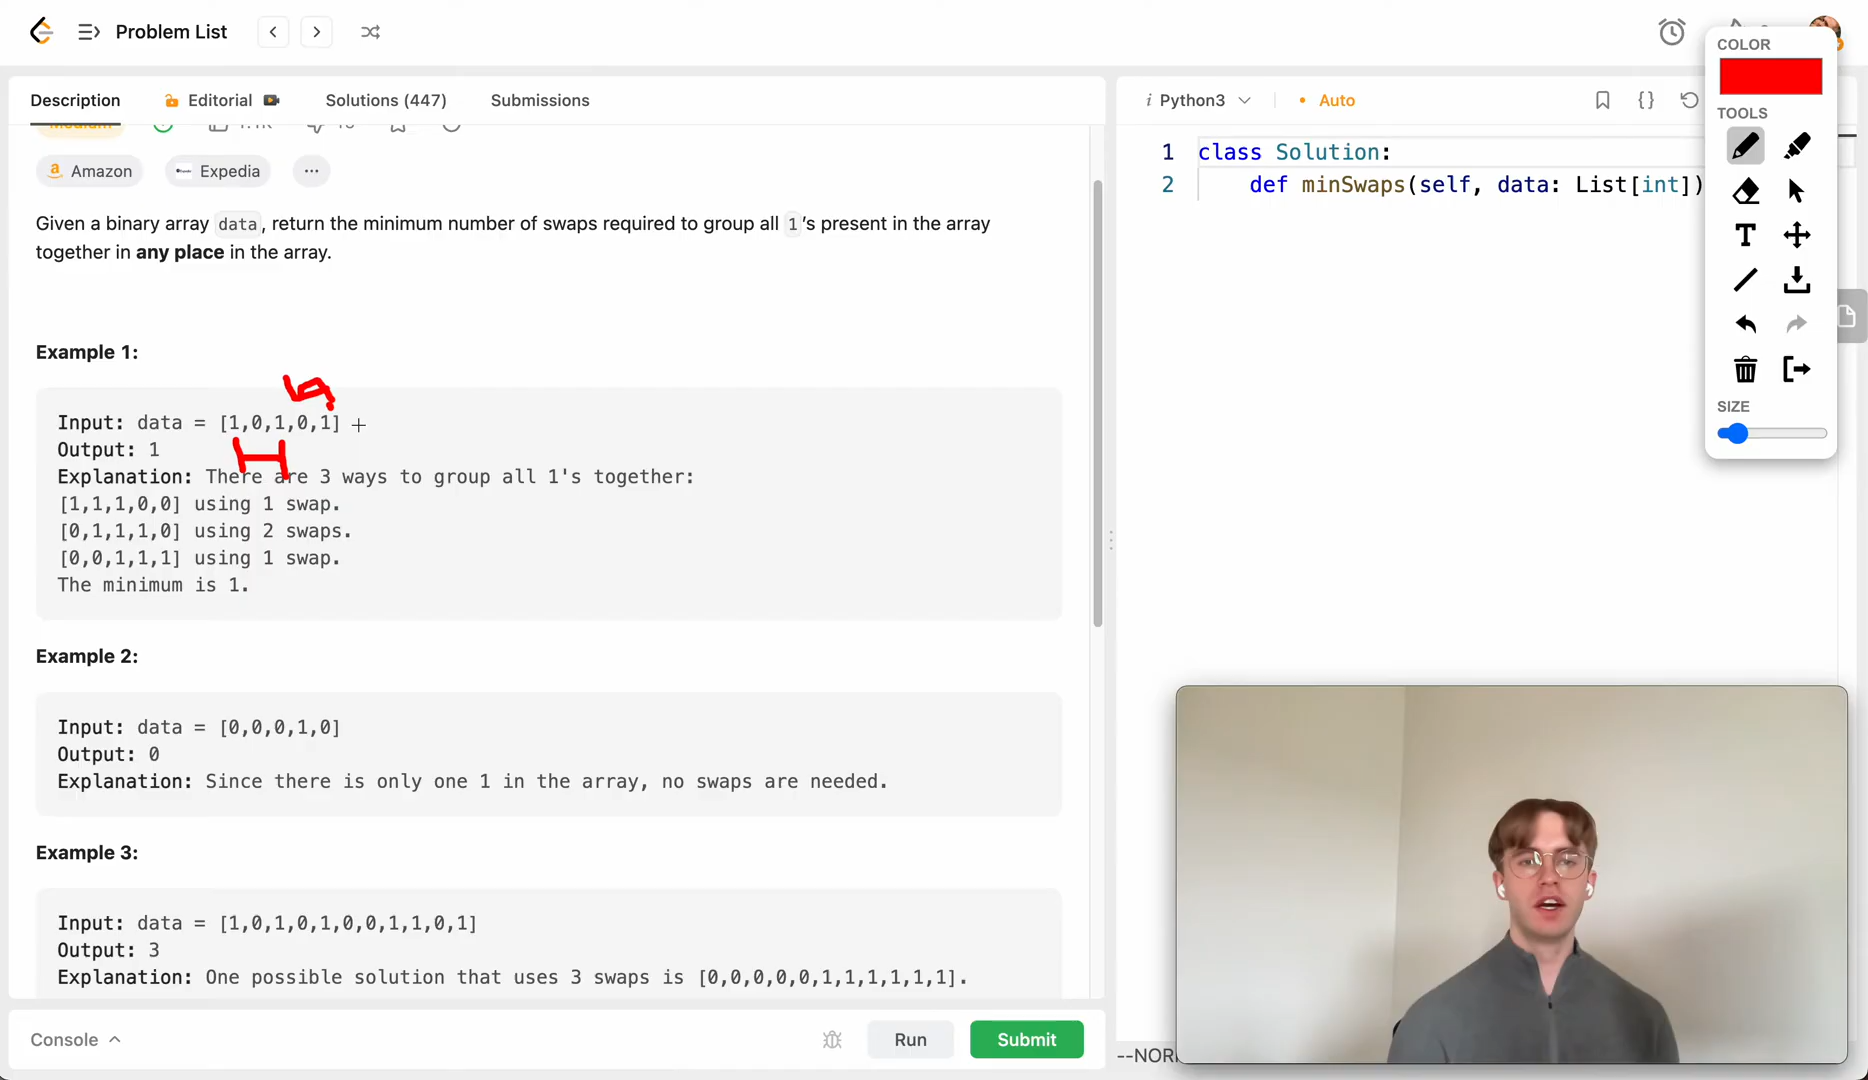 Problem List
COLOR
Description
Editorial
Solutions (447)
Submissions
i Python3
Auto
TOOLS
Medium
Amazon
Expedia
1 class Solution:
2 def minSwaps(self, data: List[int])
Given a binary array data, return the minimum number of swaps required to group all 1's present in the array
together in any place in the array.
Example 1:
Input: data = [1,0,1,0,1]
Output: 1
Explanation: There are 3 ways to group all 1's together:
[1,1,1,0,0] using 1 swap.
[0,1,1,1,0] using 2 swaps.
[0,0,1,1,1] using 1 swap.
The minimum is 1.
SIZE
Example 2:
Input: data = [0,0,0,1,0]
Output: 0
Explanation: Since there is only one 1 in the array, no swaps are needed.
Example 3:
Input: data = [1,0,1,0,1,0,0,1,1,0,1]
Output: 3
Explanation: One possible solution that uses 3 swaps is [0,0,0,0,0,1,1,1,1,1,1].
Console
Run
Submit
--NOR